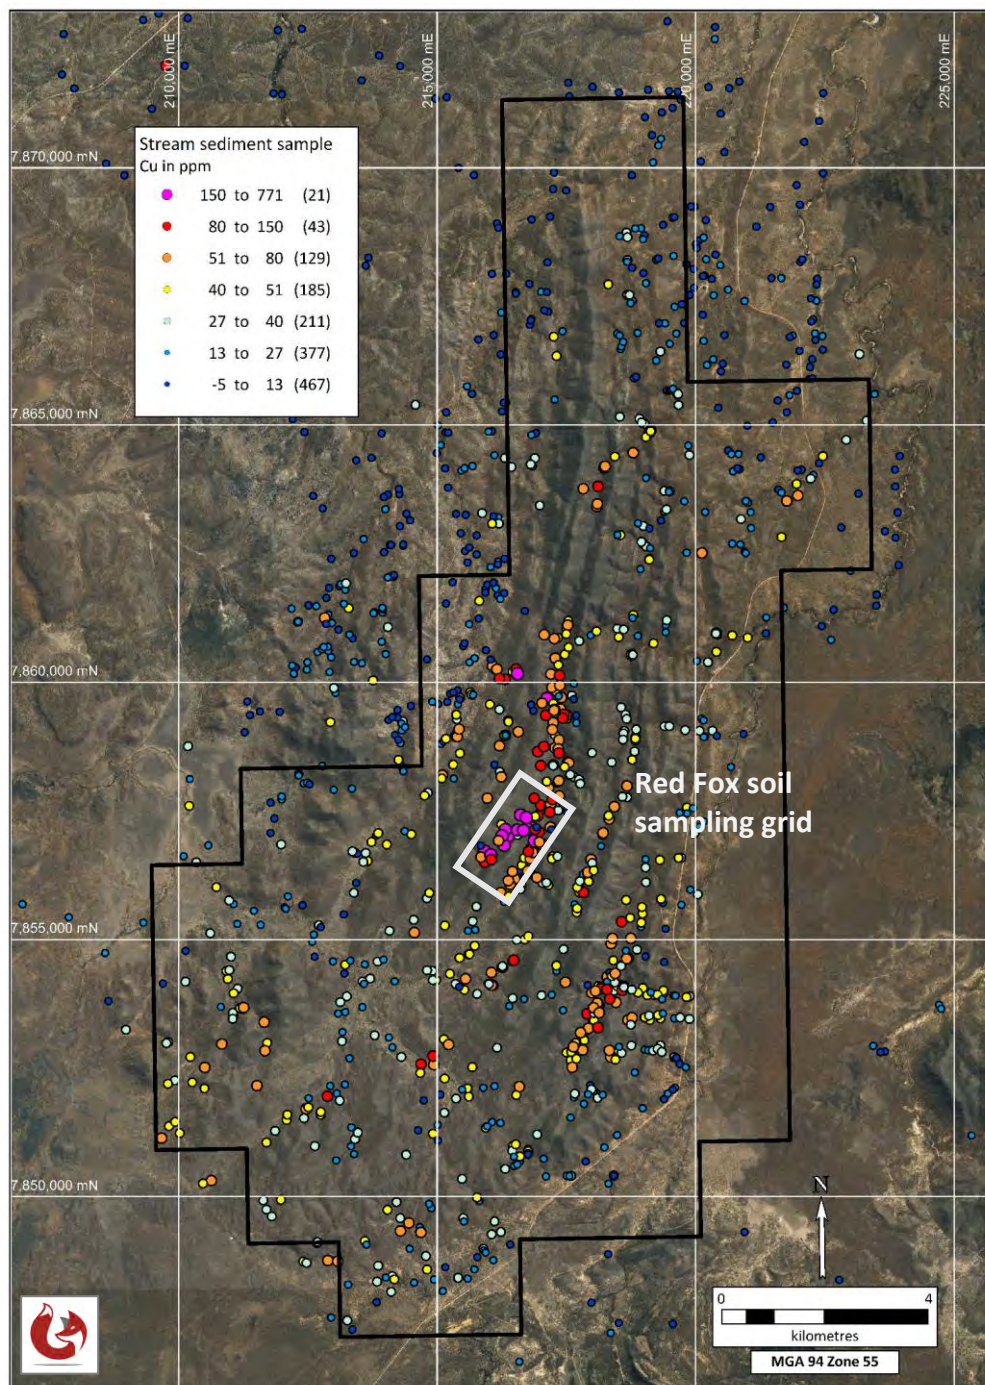 210,000 mE
215,000 mE
220,000 mE
225,000 mE
Stream sediment sample
Cu in ppm
150 to 771 (21)
80 to 150 (43)
51 to 80 (129)
40 to 51 (185)
27 to 40 (211)
13 to 27 (377)
-5 to 13 (467)
7,870,000 mN
7,865,000 mN
7,860,000 mN
Red Fox soil
sampling grid
7,855,000 mN
7,850,000 mN
N
0 4
kilometres
MGA 94 Zone 55